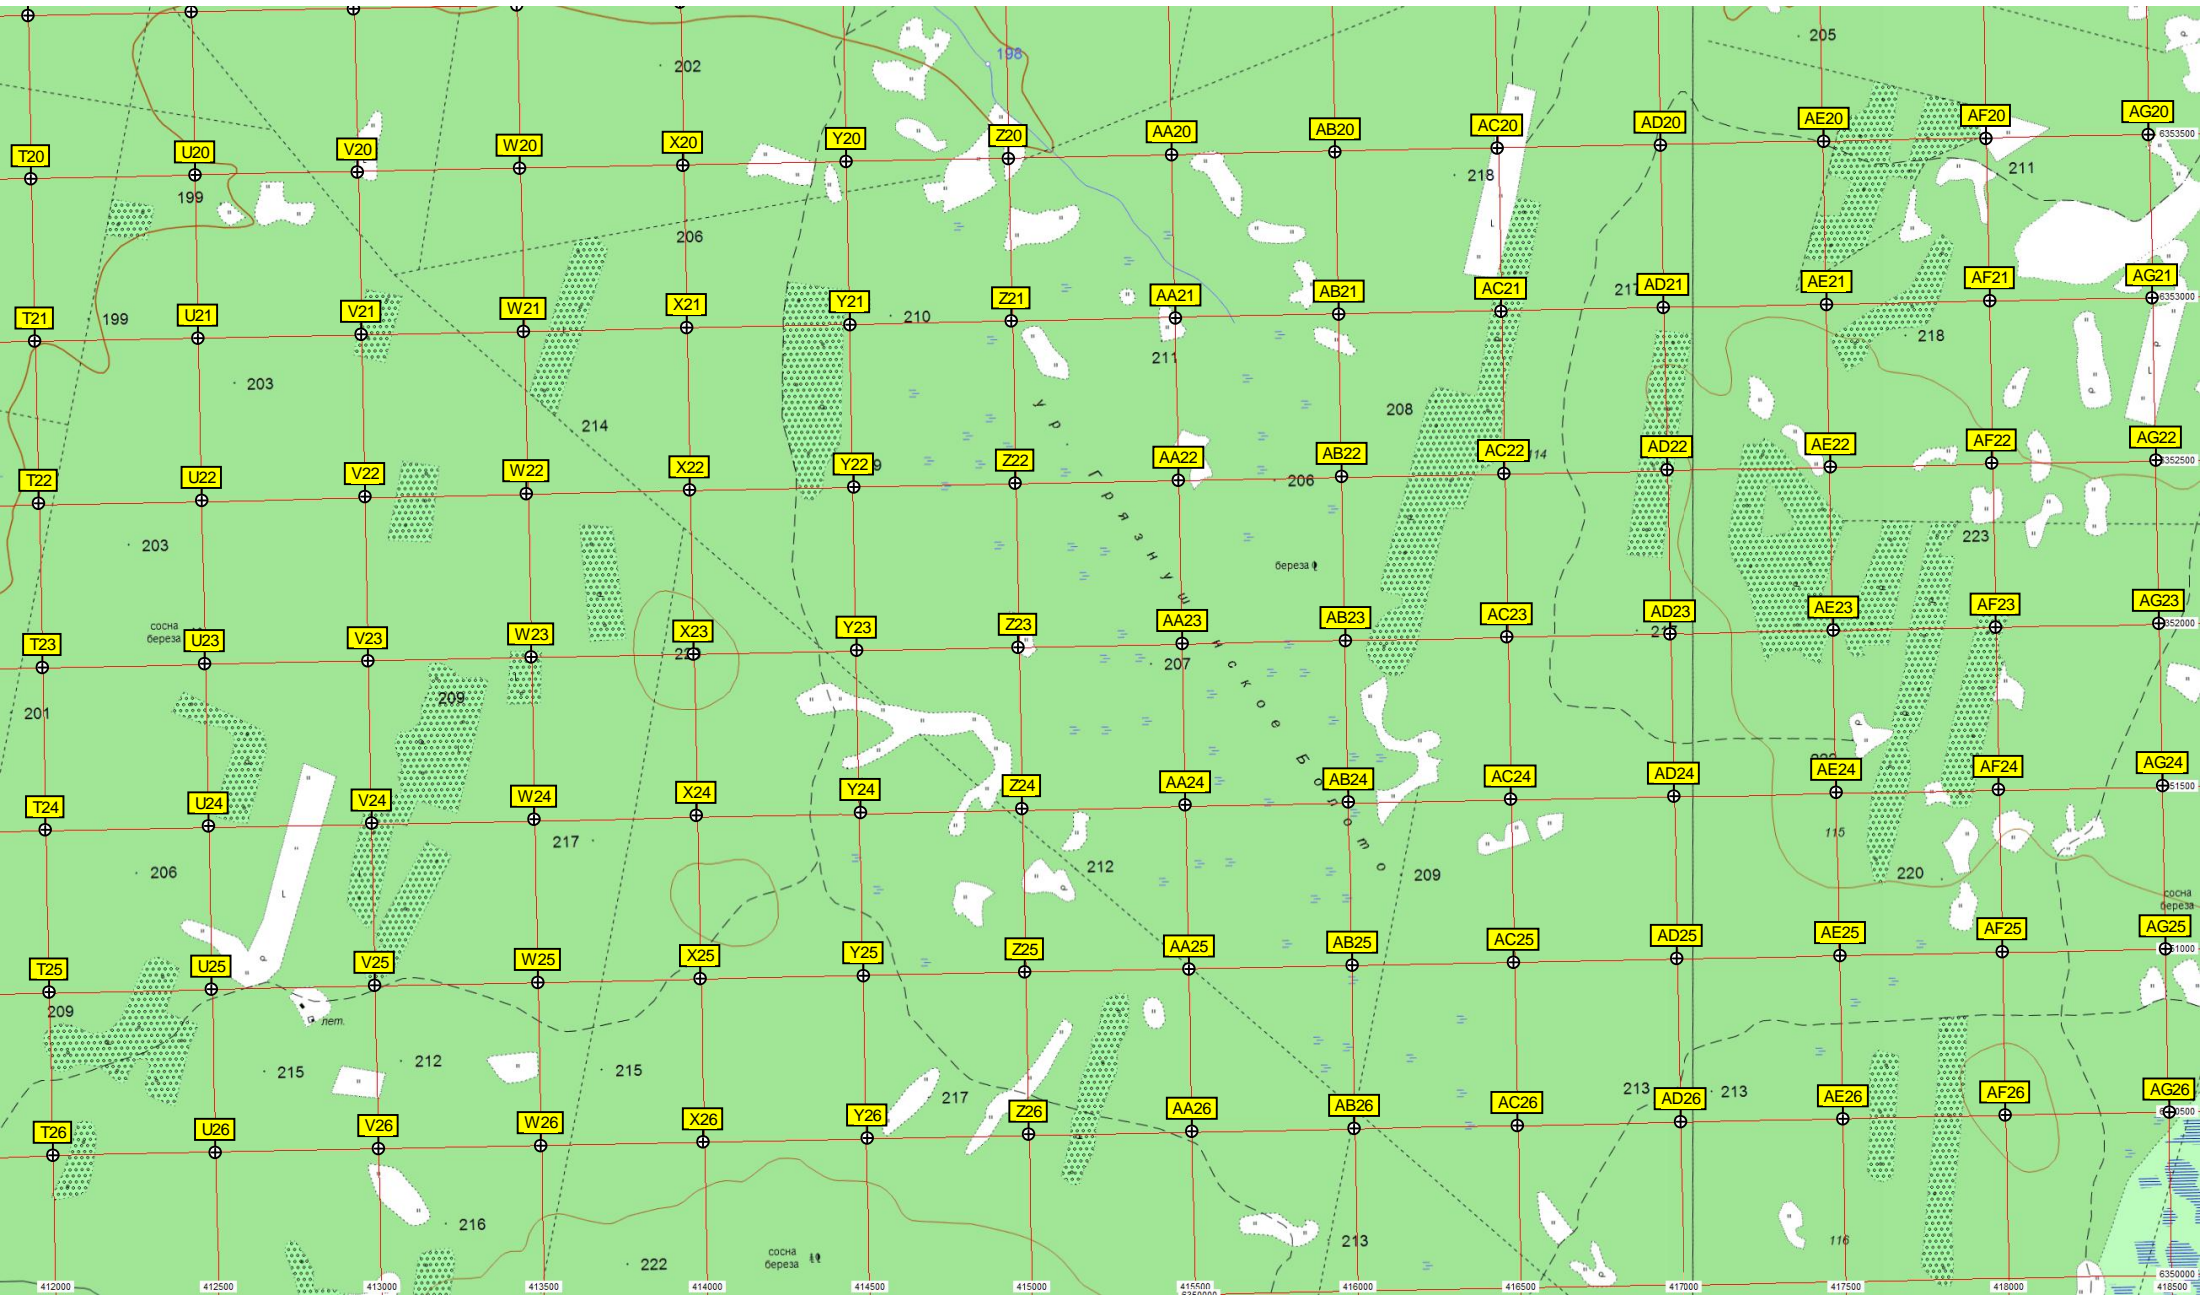 205
198
202
T20 U20 V20 W20 X20 Y20 Z20 AA20 AB20 AC20 AD20 AE20 AF20 AG20
6353500
199 218 211
206
T21 U21 V21 W21 X21 Y21 Z21 AA21 AB21 AC21 AD21 AE21 AF21 AG21
6353000
199 210 218
203 211
214 208
T22 U22 V22 W22 X22 Y22 Z22 AA22 AB22 AC22 AD22 AE22 AF22 AG22
114
206
203 223
береза
сосна
береза
T23 U23 V23 W23 X23 Y23 Z23 AA23 AB23 AC23 AD23 AE23 AF23 AG23
217
207
209
201
ур. Грязнушнское Болото
T24 U24 V24 W24 X24 Y24 Z24 AA24 AB24 AC24 AD24 AE24 AF24 AG24
115
217
206 212 209 220
сосна
береза
T25 U25 V25 W25 X25 Y25 Z25 AA25 AB25 AC25 AD25 AE25 AF25 AG25
209
лет.
215 212 215 217 213 213
T26 U26 V26 W26 X26 Y26 Z26 AA26 AB26 AC26 AD26 AE26 AF26 AG26
216 213 116
222
сосна
береза
6350000
412000 412500 413000 413500 414000 414500 415000 415500 416000 416500 417000 417500 418000 418500